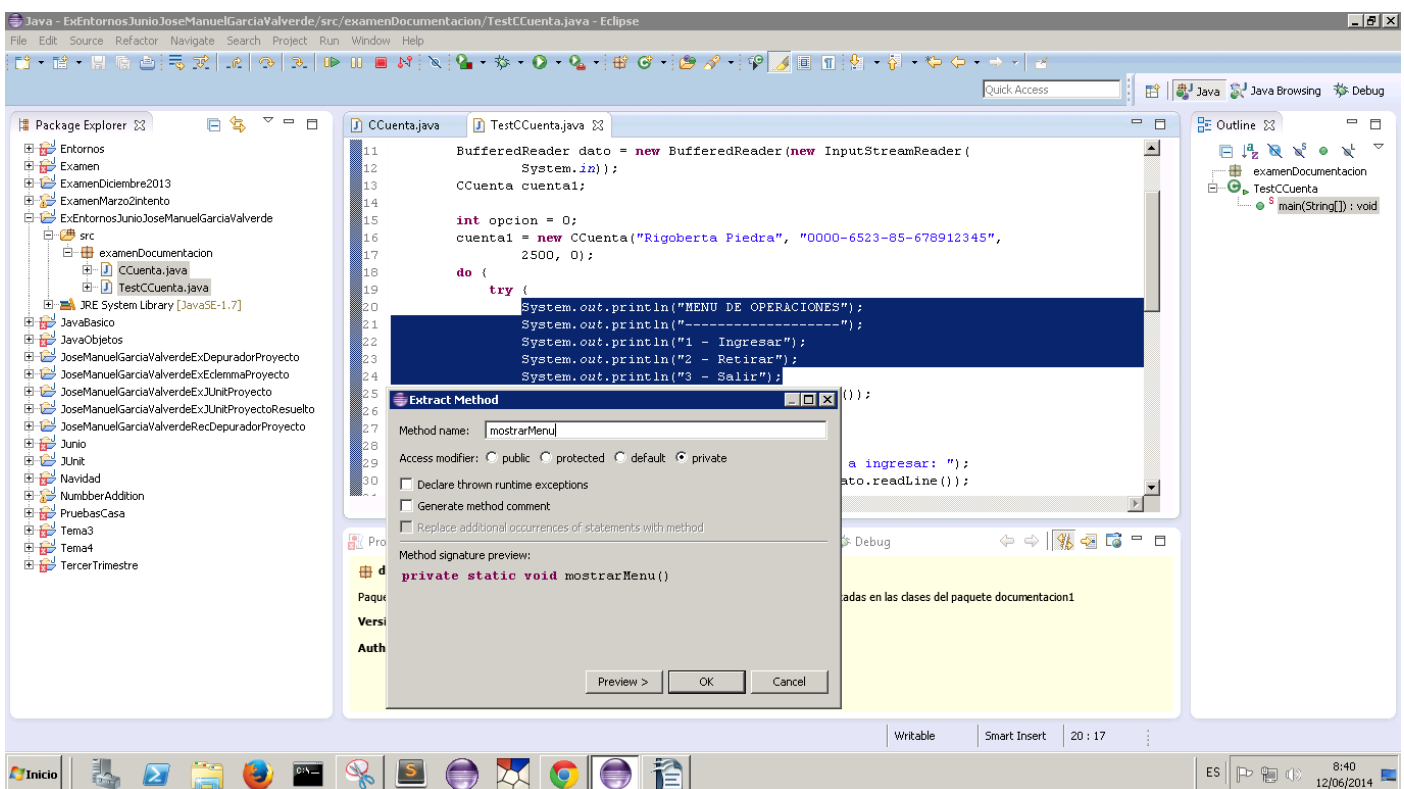 Java - ExEntornosJunioJoseManuelGarciaValverde/src/examenDocumentacion/TestCCuenta.java - Eclipse
File Edit Source Refactor Navigate Search Project Run Window Help
Quick Access
Java Java Browsing Debug
Package Explorer
Entornos
Examen
ExamenDiciembre2013
ExamenMarzo2intento
ExEntornosJunioJoseManuelGarciaValverde
src
examenDocumentacion
CCuenta.java
TestCCuenta.java
JRE System Library [JavaSE-1.7]
JavaBasico
JavaObjetos
JoseManuelGarciaValverdeExDepuradorProyecto
JoseManuelGarciaValverdeExEclemmaProyecto
JoseManuelGarciaValverdeExJUnitProyecto
JoseManuelGarciaValverdeExJUnitProyectoResuelto
JoseManuelGarciaValverdeRecDepuradorProyecto
Junio
JUnit
Navidad
NumbberAddition
PruebasCasa
Tema3
Tema4
TercerTrimestre
CCuenta.java TestCCuenta.java
11 BufferedReader dato = new BufferedReader(new InputStreamReader(
12 System.in));
13 CCuenta cuenta1;
14
15 int opcion = 0;
16 cuenta1 = new CCuenta("Rigoberta Piedra", "0000-6523-85-678912345",
17 2500, 0);
18 do {
19 try {
20 System.out.println("MENU DE OPERACIONES");
21 System.out.println("-------------------");
22 System.out.println("1 - Ingresar");
23 System.out.println("2 - Retirar");
24 System.out.println("3 - Salir");
25 ());
26
27
28
29 a ingresar: ");
30 ato.readLine());
Extract Method
Method name: mostrarMenu
Access modifier: public protected default private
Declare thrown runtime exceptions
Generate method comment
Replace additional occurrences of statements with method
Method signature preview:
private static void mostrarMenu()
Preview > OK Cancel
Pro Debug
d
Paque adas en las clases del paquete documentacion1
Versi
Auth
Outline
examenDocumentacion
TestCCuenta
main(String[]) : void
Writable Smart Insert 20 : 17
Inicio
ES 8:40
12/06/2014